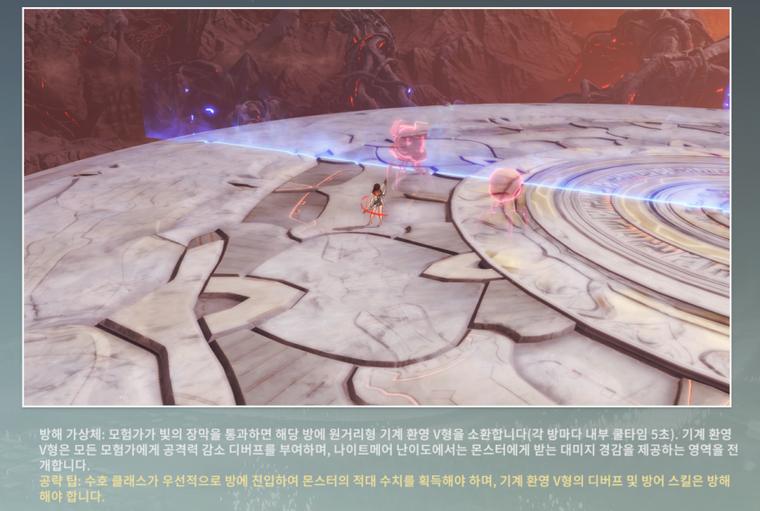 방해 가상체: 모험가가 빛의 장막을 통과하면 해당 방에 원거리형 기계 환영 V형을 소환합니다(각 방마다 내부 쿨타임 5초). 기계 환영
V형은 모든 모험가에게 공격력 감소 디버프를 부여하며, 나이트메어 난이도에서는 몬스터에게 받는 대미지 경감을 제공하는 영역을 전
개합니다.
공략 팁: 수호 클래스가 우선적으로 방에 진입하여 몬스터의 적대 수치를 획득해야 하며, 기계 환영 V형의 디버프 및 방어 스킬은 방해
해야 합니다.